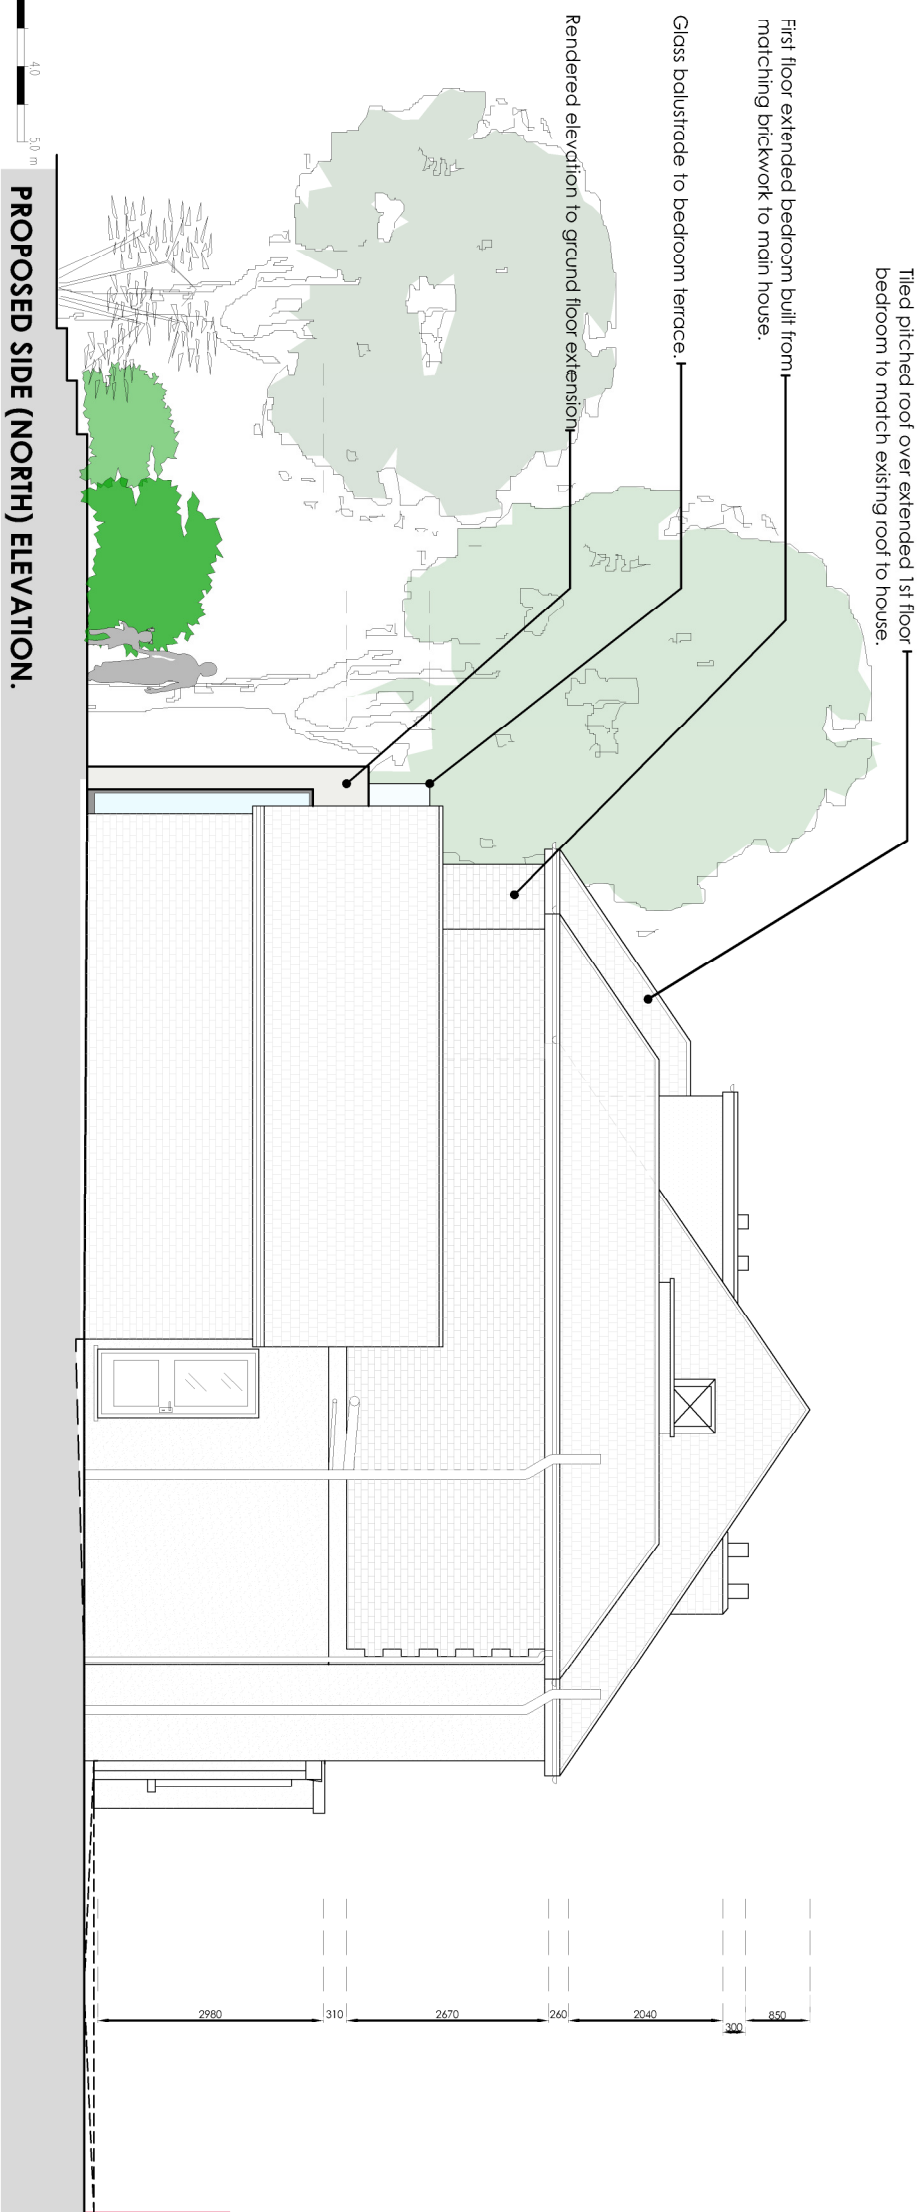 Tiled pitched roof over extended 1st floor
bedroom to match existing roof to house.
First floor extended bedroom built from
matching brickwork to main house.
Glass balustrade to bedroom terrace.
Rendered elevation to ground floor extension
850
300
2040
260
2670
310
2980
4.0
5.0 m
PROPOSED SIDE (NORTH) ELEVATION.